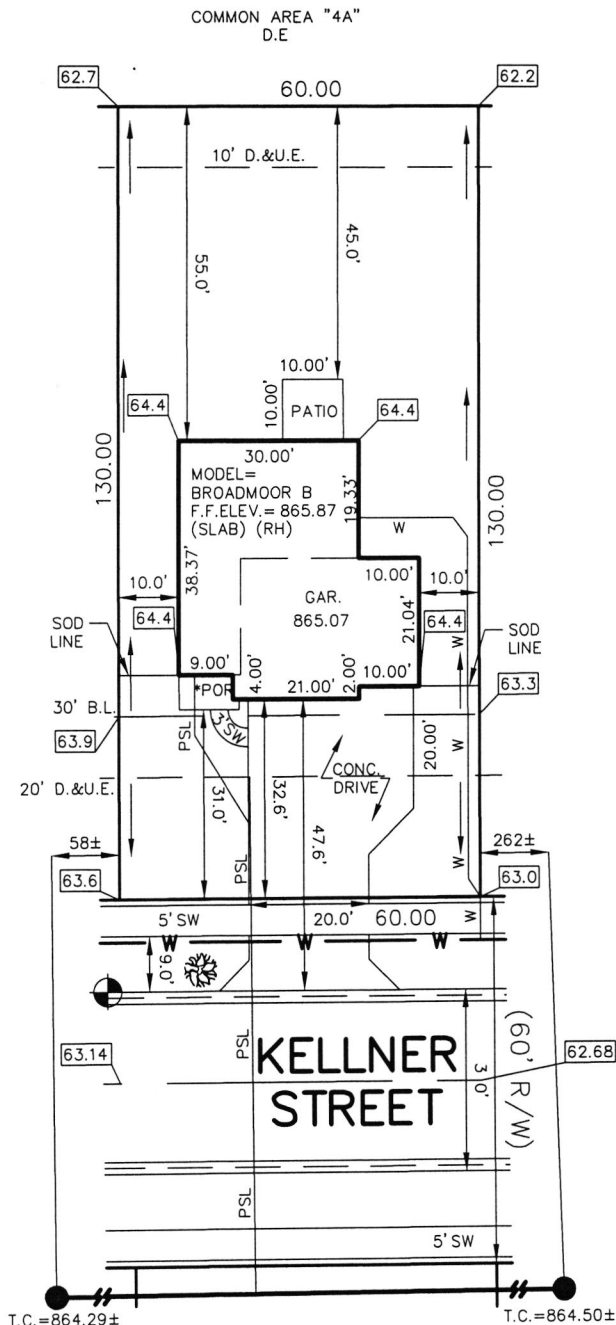 COMMON AREA "4A"
D.E
62.7
60.00
62.2
10' D.&U.E.
55.0'
45.0'
10.00'
10.00'
PATIO
64.4
64.4
30.00'
MODEL=
BROADMOOR B
F.F.ELEV.= 865.87
(SLAB) (RH)
19.33'
130.00
130.00
W
38.37'
10.0'
10.00'
10.0'
GAR.
865.07
21.04'
64.4
64.4
SOD
LINE
SOD
LINE
W
9.00'
4.00'
21.00'
2.00'
10.00'
*POR
63.3
30' B.L.
63.9
PSL
3'SW
W
20.00'
CONC.
DRIVE
20' D.&U.E.
31.0'
32.6'
47.6'
58±
262±
W
PSL
63.6
63.0
5' SW
20.0'
60.00
W
W
W
W
9.0'
PSL
KELLNER
STREET
63.14
62.68
3.0'
(60' R/W)
PSL
5' SW
T.C.=864.29±
T.C.=864.50±